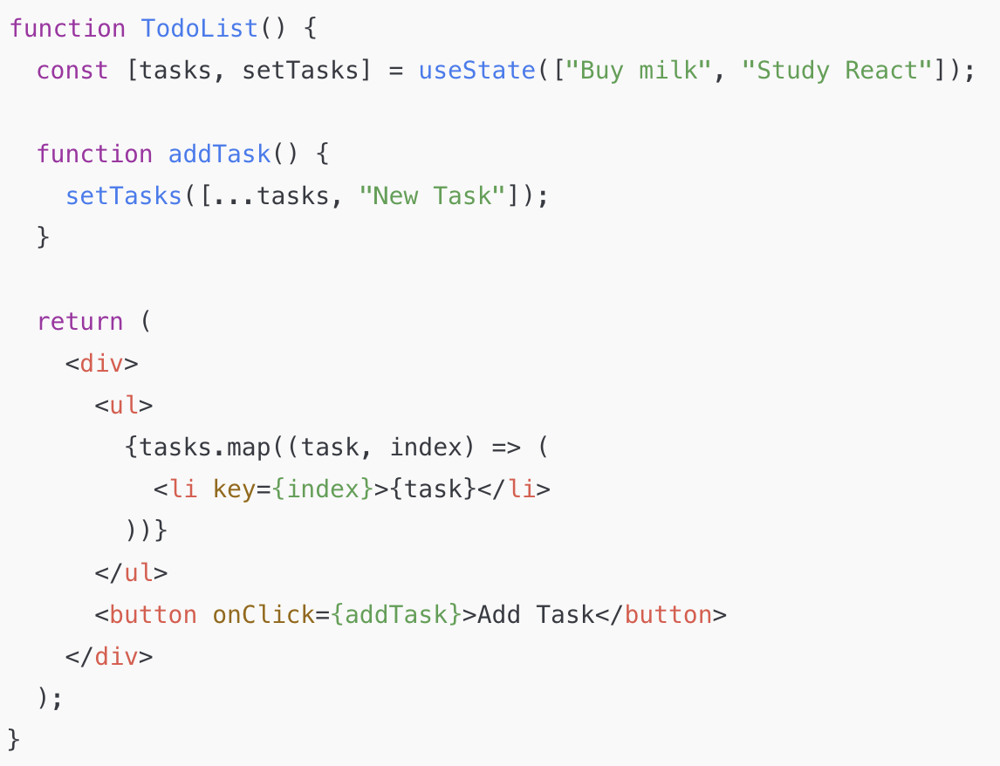 function TodoList() {
  const [tasks, setTasks] = useState(["Buy milk", "Study React"]);

  function addTask() {
    setTasks([...tasks, "New Task"]);
  }

  return (
    <div>
      <ul>
        {tasks.map((task, index) => (
          <li key={index}>{task}</li>
        ))}
      </ul>
      <button onClick={addTask}>Add Task</button>
    </div>
  );
}